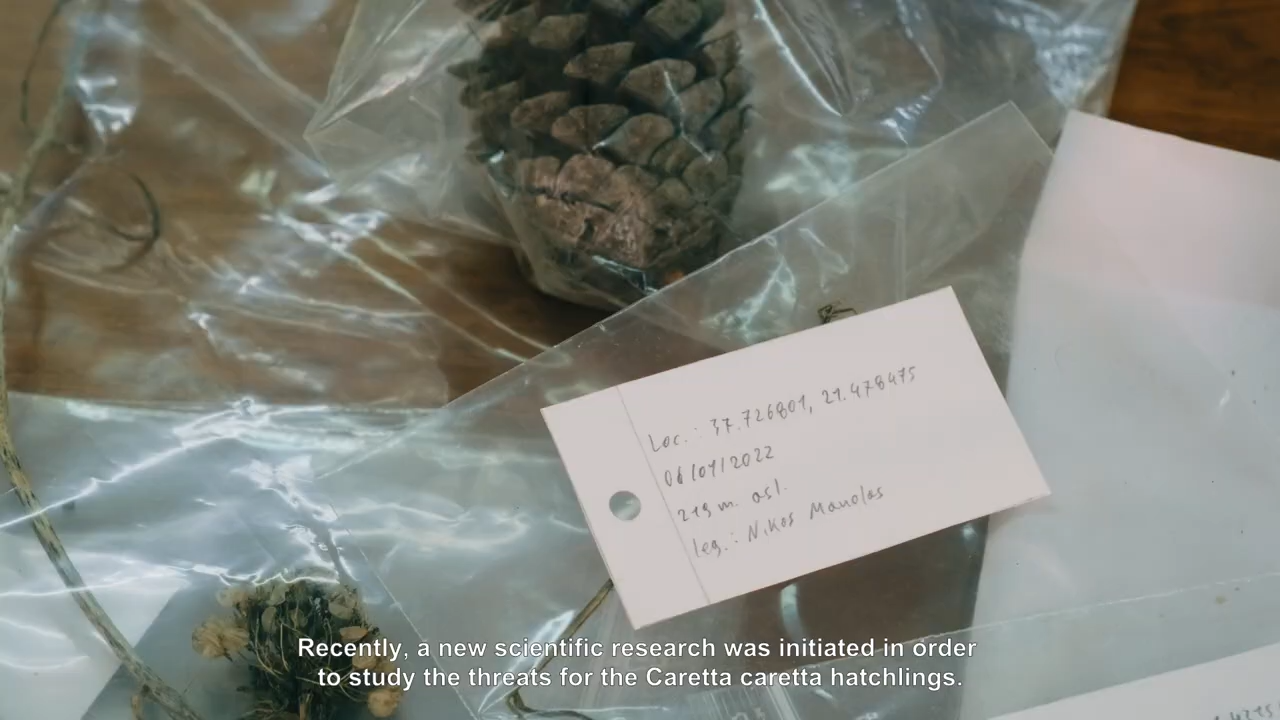 Loc.: 37.726801, 21.478475
06/01/2022
219 m. asl.
leg.: Nikos Manolas
Recently, a new scientific research was initiated in order
to study the threats for the Caretta caretta hatchlings.